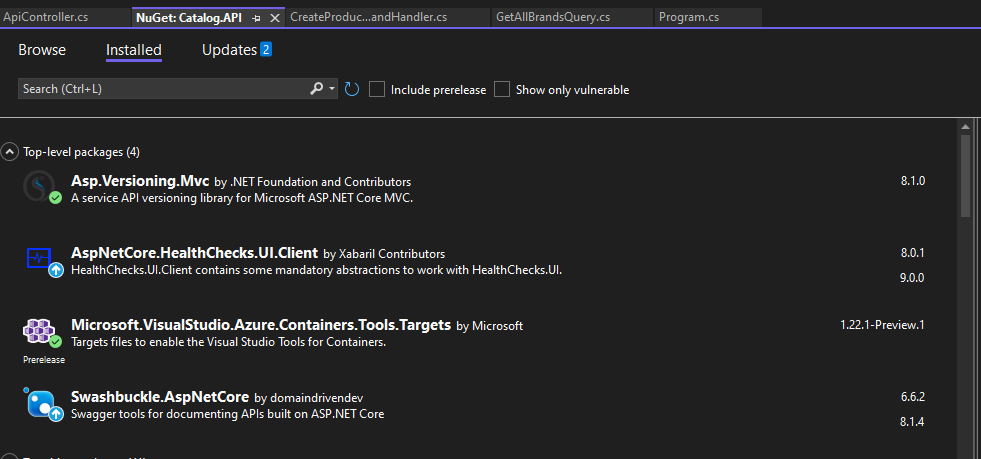 ApiController.cs
NuGet: Catalog.API
CreateProduc...andHandler.cs
GetAllBrandsQuery.cs
Program.cs
Browse
Installed
Updates 2
Search (Ctrl+L)
Include prerelease
Show only vulnerable
Top-level packages (4)
Asp.Versioning.Mvc by .NET Foundation and Contributors
8.1.0
A service API versioning library for Microsoft ASP.NET Core MVC.
AspNetCore.HealthChecks.UI.Client by Xabaril Contributors
8.0.1
HealthChecks.UI.Client contains some mandatory abstractions to work with HealthChecks.UI.
9.0.0
Microsoft.VisualStudio.Azure.Containers.Tools.Targets by Microsoft
1.22.1-Preview.1
Targets files to enable the Visual Studio Tools for Containers.
Prerelease
Swashbuckle.AspNetCore by domaindrivendev
6.6.2
Swagger tools for documenting APIs built on ASP.NET Core
8.1.4